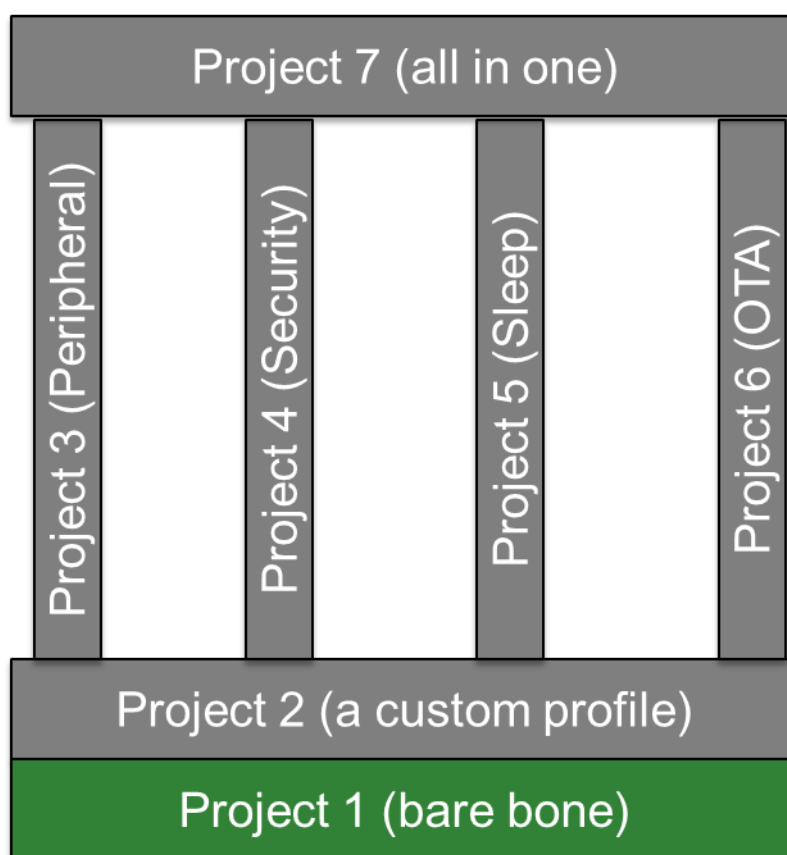 Project 7 (all in one)
Project 3 (Peripheral)
Project 4 (Security)
Project 5 (Sleep)
Project 6 (OTA)
Project 2 (a custom profile)
Project 1 (bare bone)